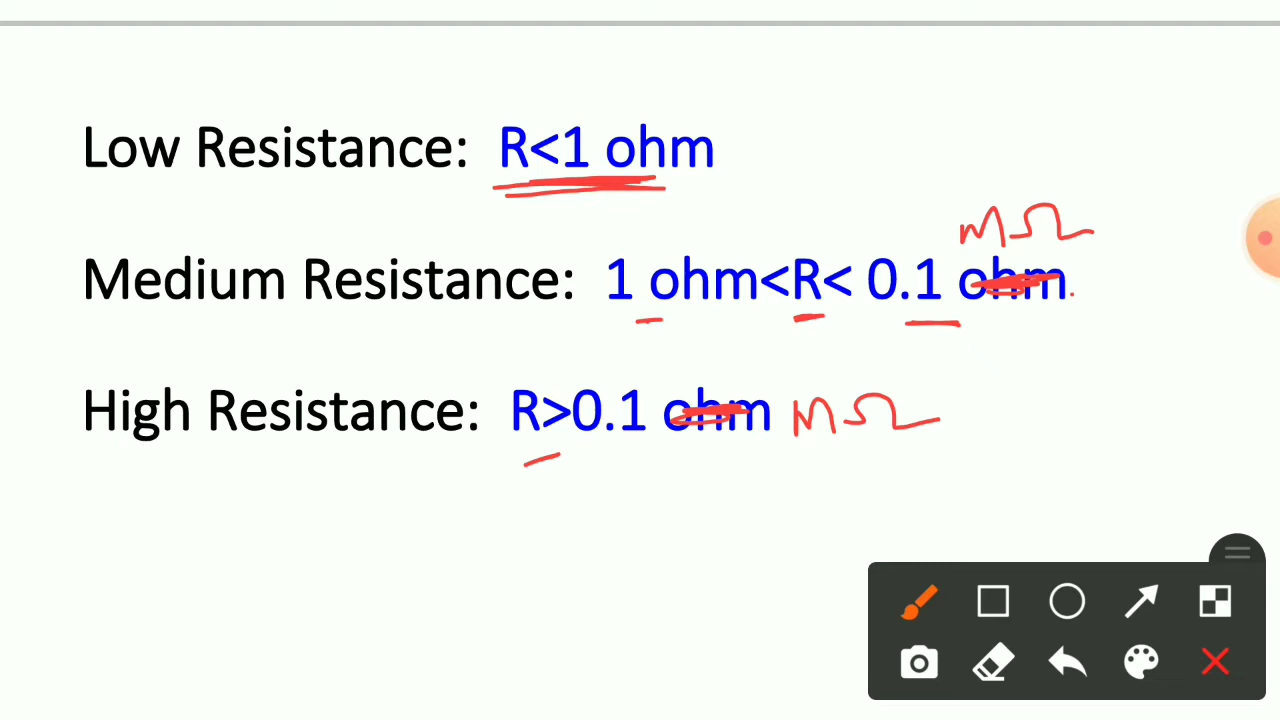 Low Resistance: R<1 ohm
MΩ
Medium Resistance: 1 ohm<R< 0.1 ohm
High Resistance: R>0.1 ohm MΩ